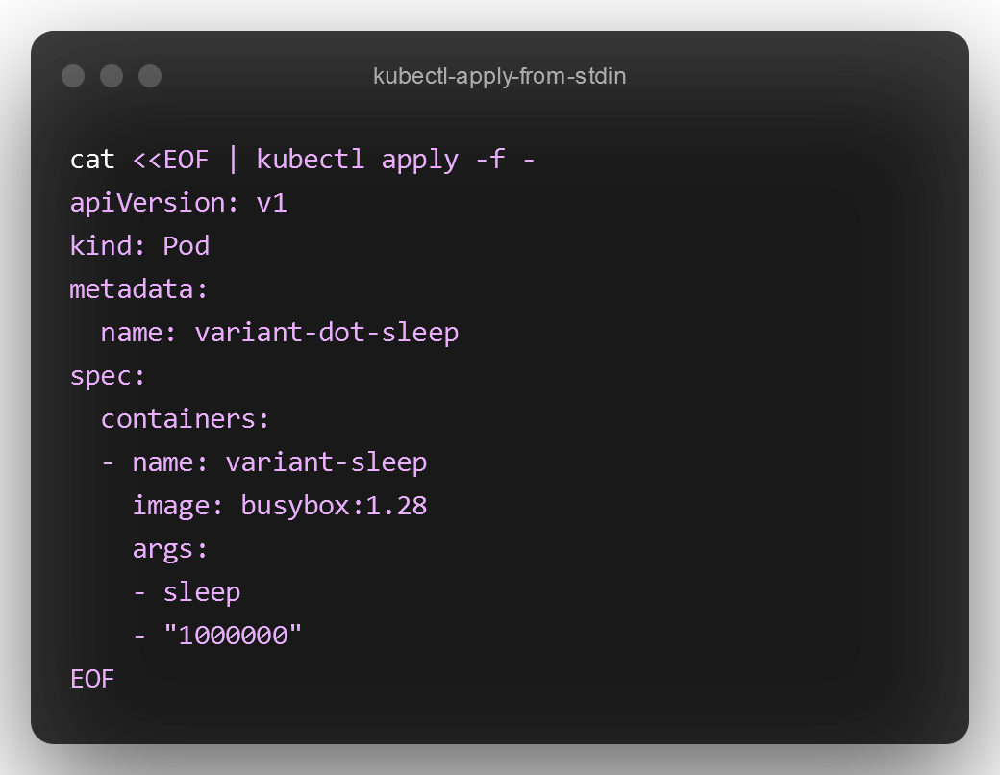 kubectl-apply-from-stdin
cat <<EOF | kubectl apply -f -
apiVersion: v1
kind: Pod
metadata:
  name: variant-dot-sleep
spec:
  containers:
  - name: variant-sleep
    image: busybox:1.28
    args:
    - sleep
    - "1000000"
EOF